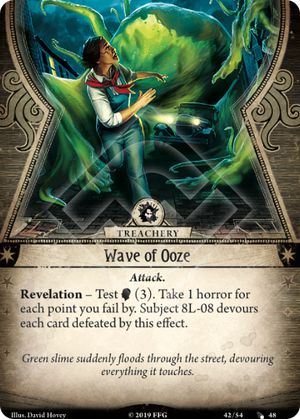 TREACHERY
Wave of Ooze
Attack.
Revelation – Test (3). Take 1 horror for
each point you fail by. Subject 8L-08 devours
each card defeated by this effect.
Green slime suddenly floods through the street, devouring
everything it touches.
Illus. David Hovey © 2019 FFG 42/54 48